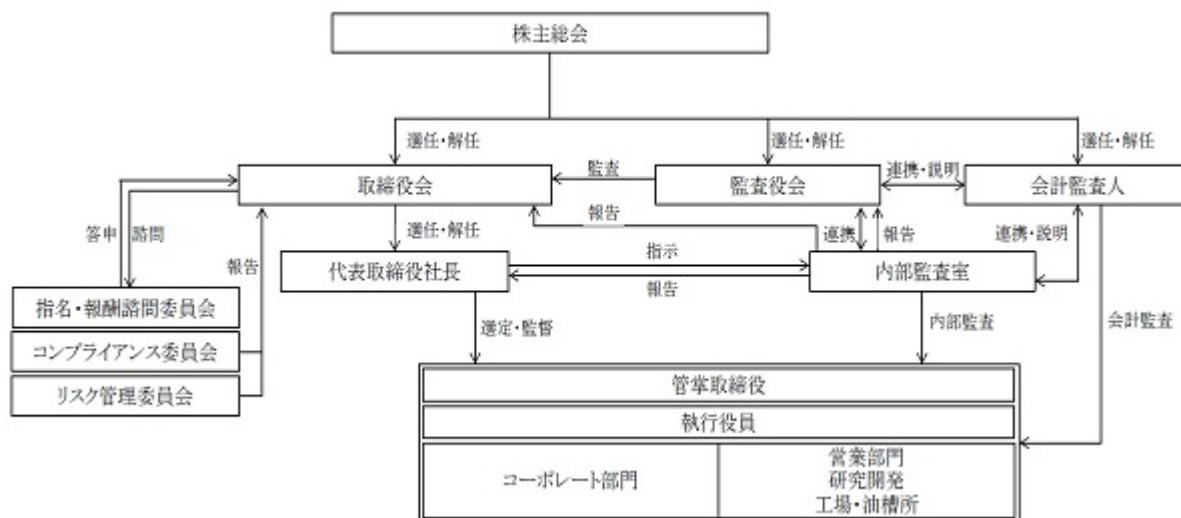 株主総会
選任・解任
選任・解任
選任・解任
取締役会
監査
監査役会
連携・説明
会計監査人
答申
諮問
報告
選任・解任
報告
連携
報告
連携・説明
代表取締役社長
指示
報告
内部監査室
指名・報酬諮問委員会
コンプライアンス委員会
リスク管理委員会
選定・監督
内部監査
会計監査
管掌取締役
執行役員
コーポレート部門
営業部門
研究開発
工場・油槽所